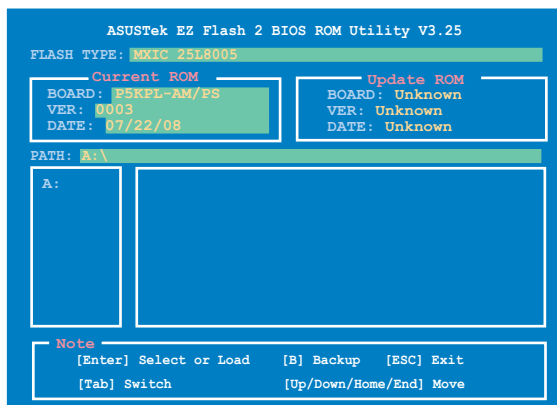 ASUSTek EZ Flash 2 BIOS ROM Utility V3.25
FLASH TYPE: MXIC 25L8005
Current ROM
BOARD: P5KPL-AM/PS
VER: 0003
DATE: 07/22/08
Update ROM
BOARD: Unknown
VER: Unknown
DATE: Unknown
PATH: A:\
A:
Note
[Enter] Select or Load [B] Backup [ESC] Exit
[Tab] Switch [Up/Down/Home/End] Move